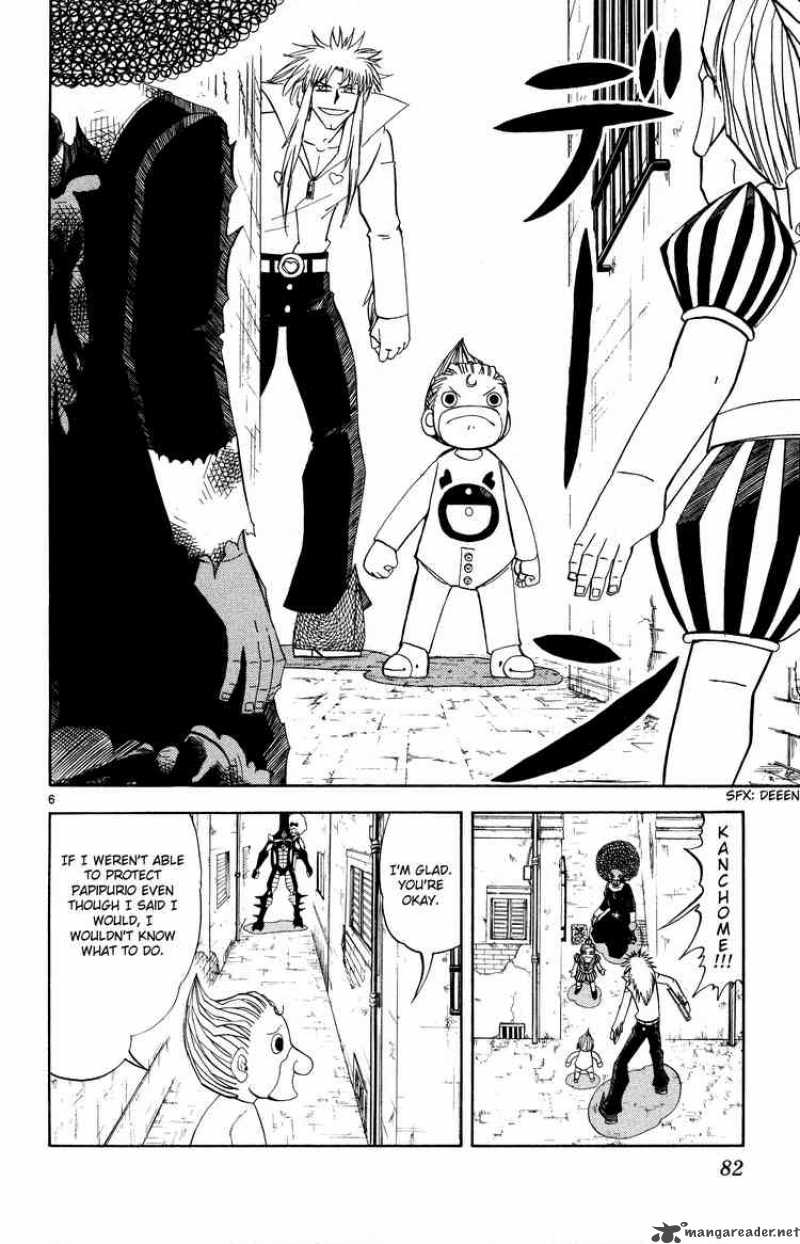 デ
SFX: DEEEN
6
KANCHOME!!!
I'M GLAD.
YOU'RE
OKAY.
IF I WEREN'T ABLE
TO PROTECT
PAPIPURIO EVEN
THOUGH I SAID I
WOULD, I
WOULDN'T KNOW
WHAT TO DO.
82
mangareader.net